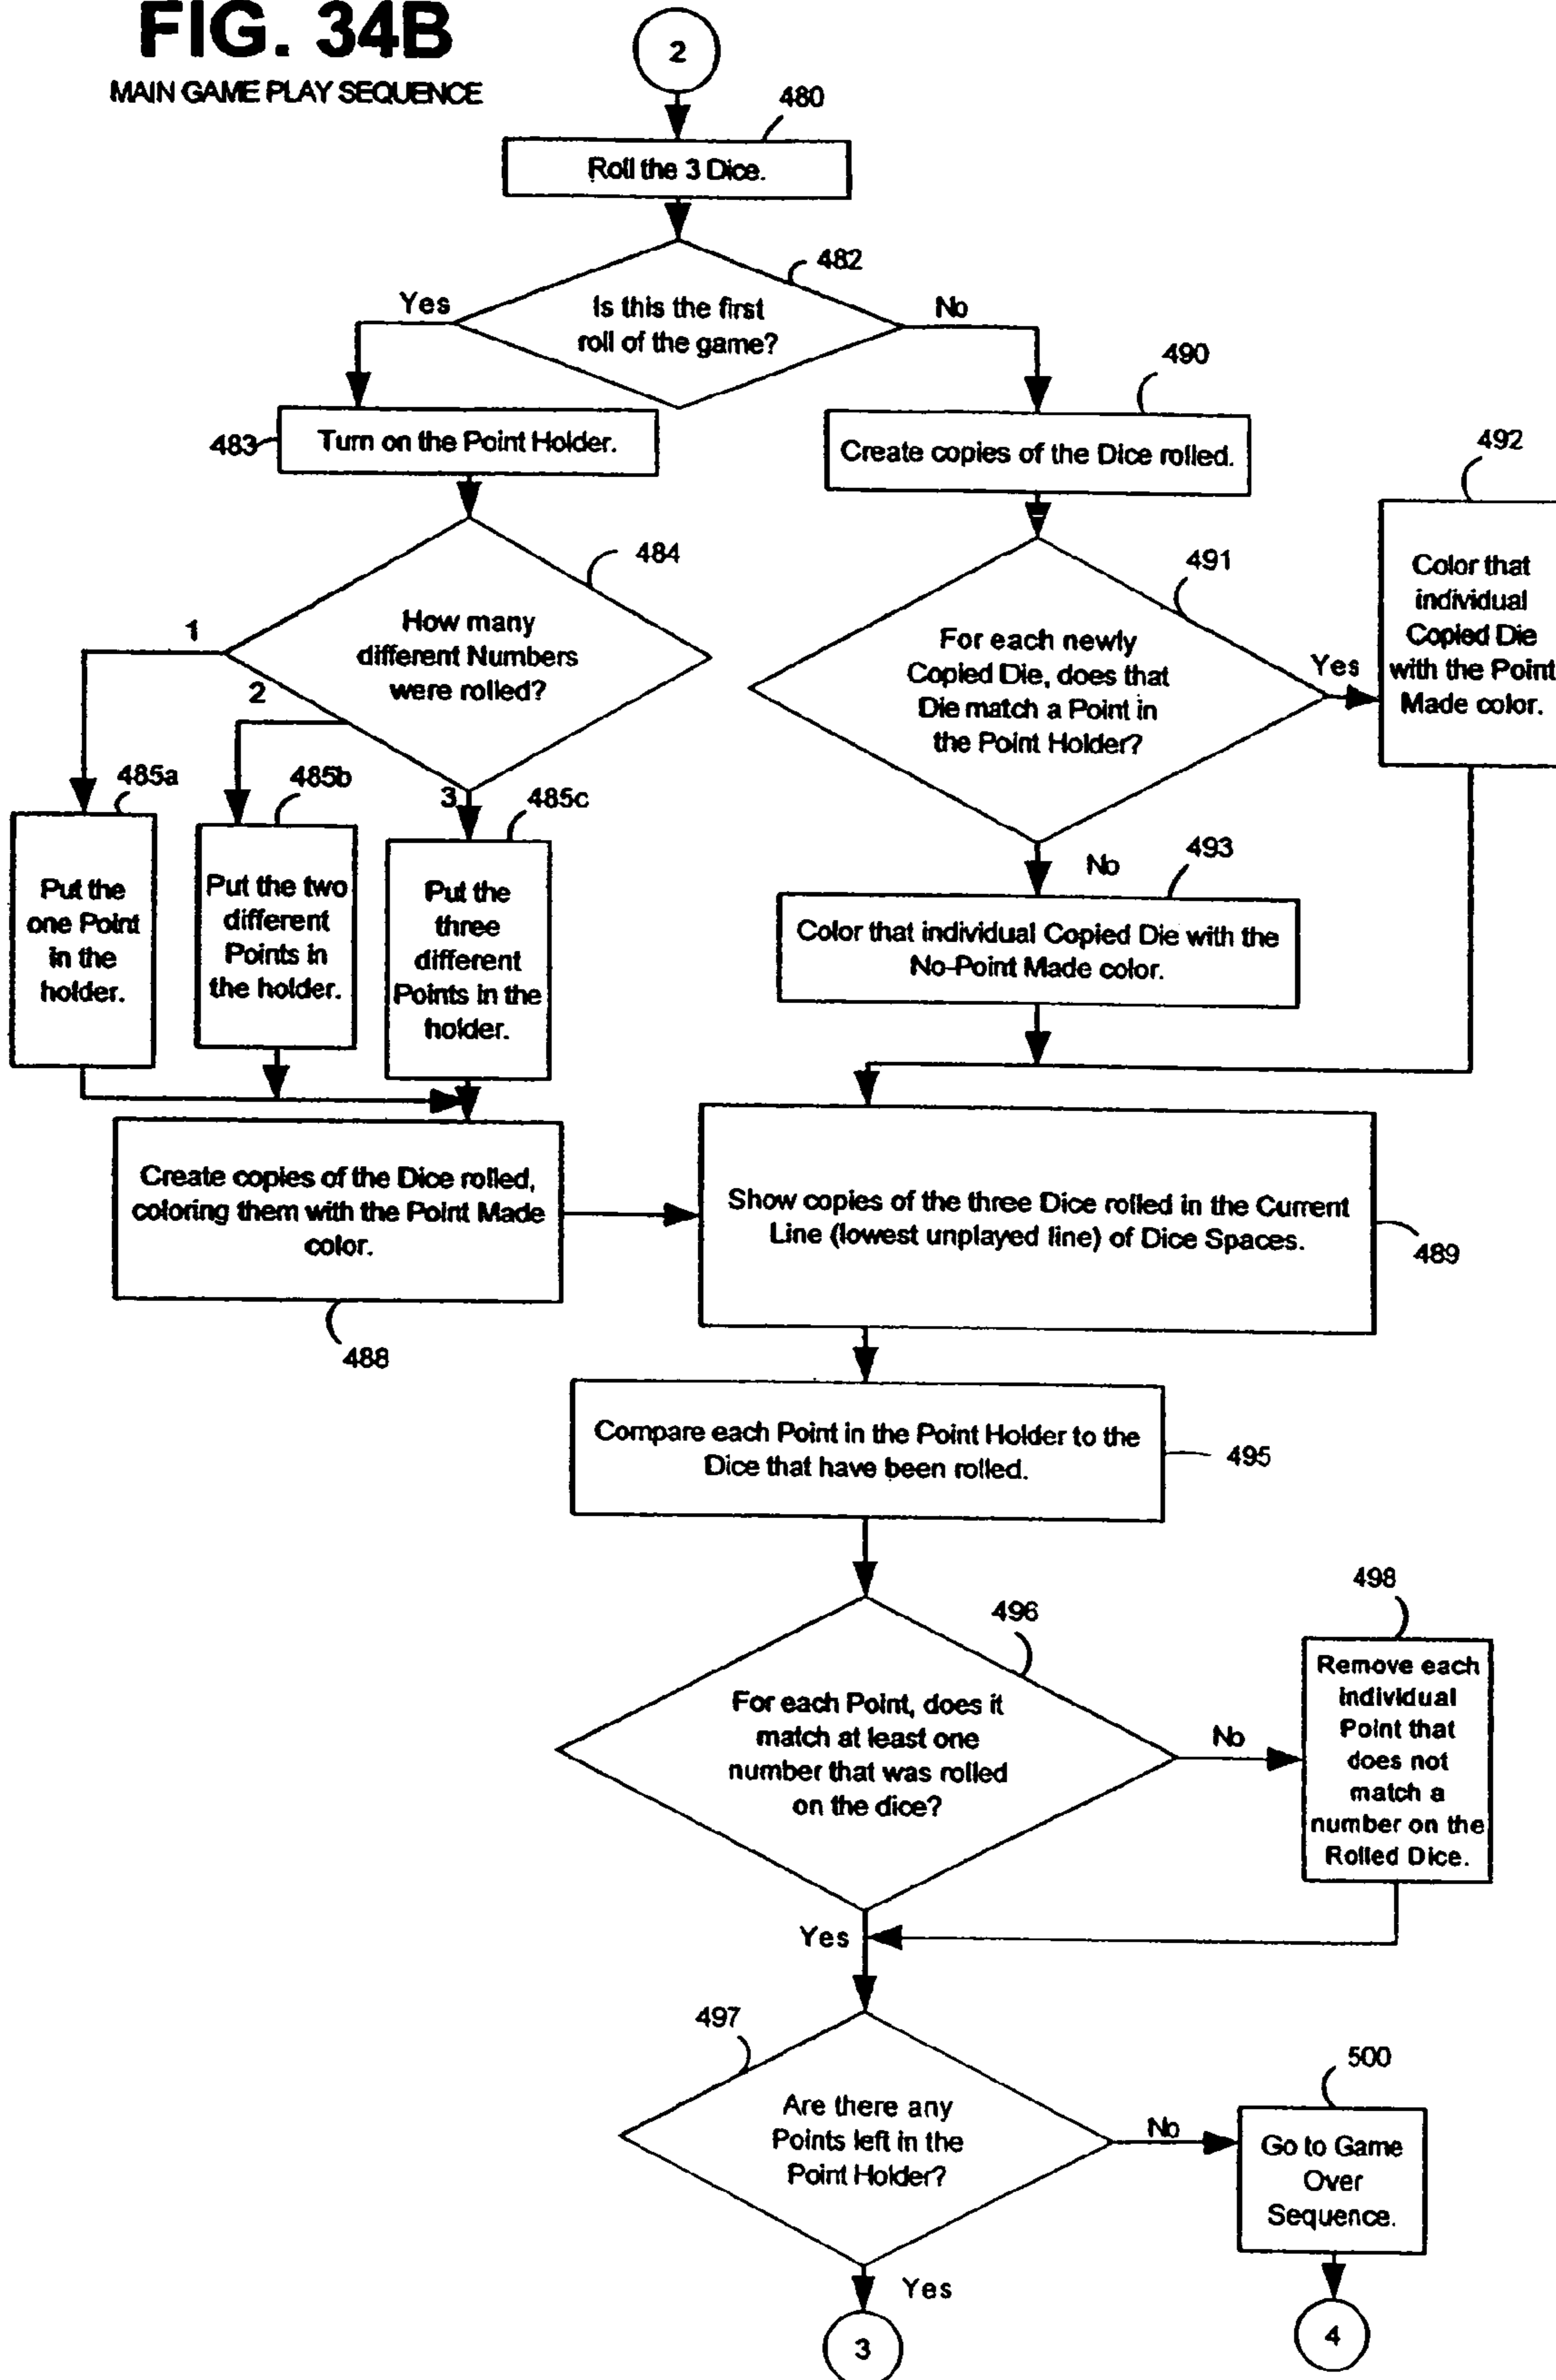 FIG. 34B
MAIN GAME PLAY SEQUENCE
2
480
Roll the 3 Dice.
482
Is this the first
roll of the game?
Yes
No
483
Turn on the Point Holder.
490
Create copies of the Dice rolled.
484
How many
different Numbers
were rolled?
1
2
3
491
For each newly
Copied Die, does that
Die match a Point in
the Point Holder?
Yes
No
492
Color that
individual
Copied Die
with the Point
Made color.
485a
Put the
one Point
in the
holder.
485b
Put the two
different
Points in
the holder.
485c
Put the
three
different
Points in the
holder.
493
Color that individual Copied Die with the
No-Point Made color.
Create copies of the Dice rolled,
coloring them with the Point Made
color.
488
Show copies of the three Dice rolled in the Current
Line (lowest unplayed line) of Dice Spaces.
489
Compare each Point in the Point Holder to the
Dice that have been rolled.
495
496
For each Point, does it
match at least one
number that was rolled
on the dice?
No
Yes
498
Remove each
individual
Point that
does not
match a
number on the
Rolled Dice.
497
Are there any
Points left in the
Point Holder?
No
Yes
500
Go to Game
Over
Sequence.
3
4